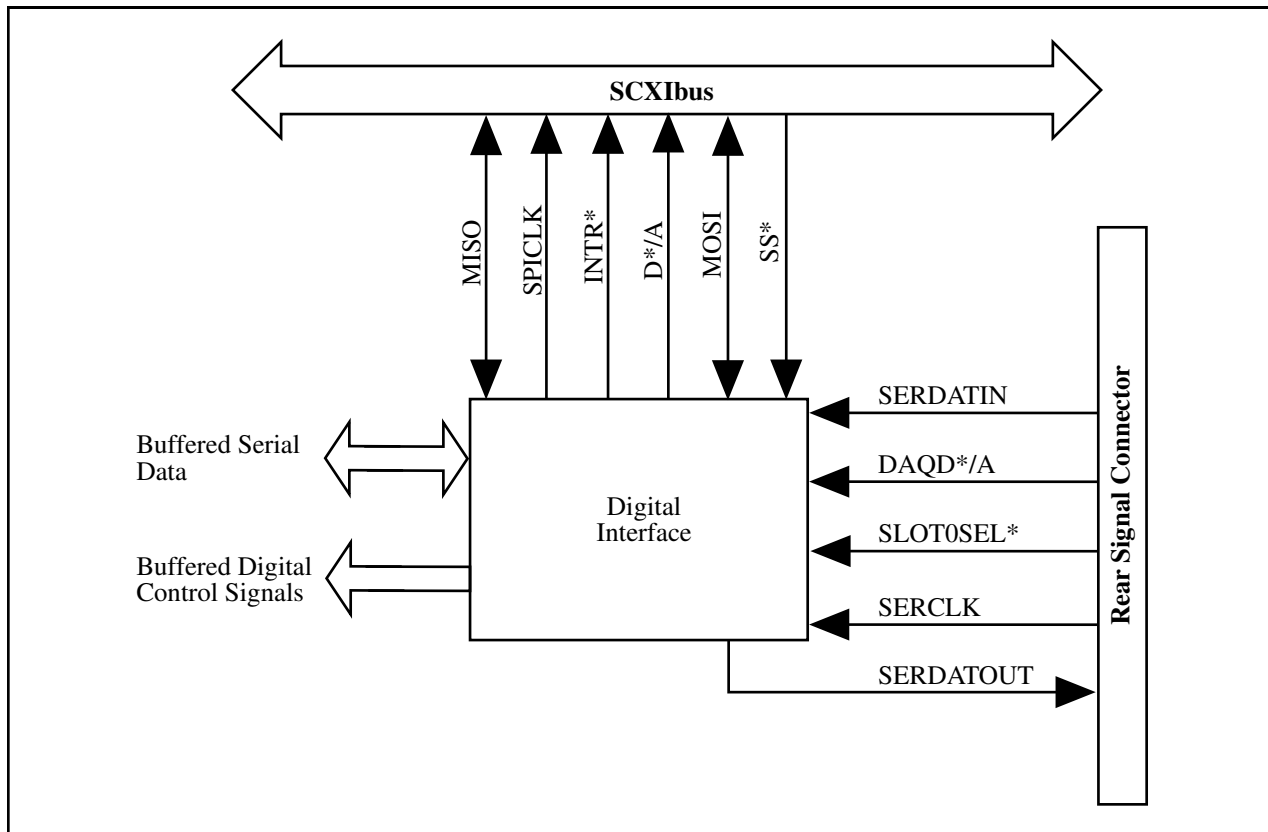 SCXIbus
MISO
SPICLK
INTR*
D*/A
MOSI
SS*
Buffered Serial
Data
Buffered Digital
Control Signals
Digital
Interface
SERDATIN
DAQD*/A
SLOT0SEL*
SERCLK
SERDATOUT
Rear Signal Connector